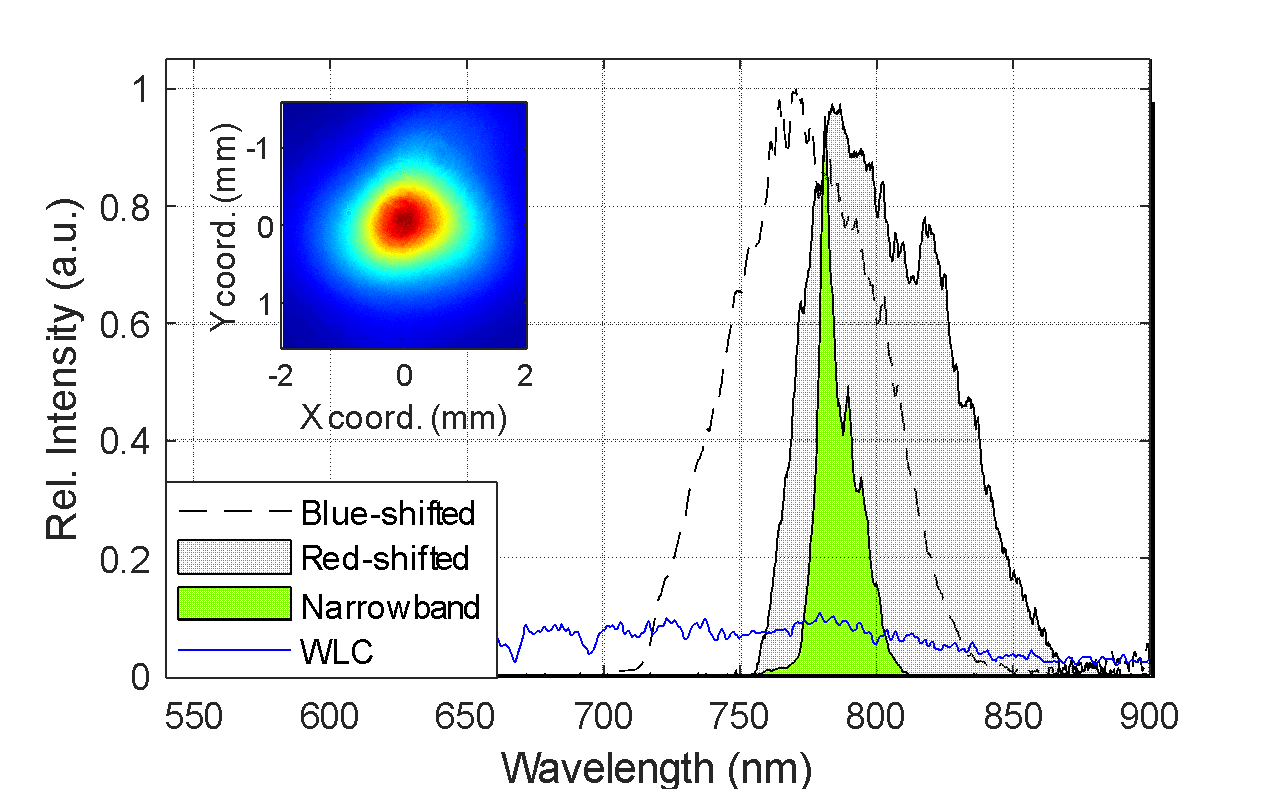 1
0.8
0.6
0.4
0.2
0
Rel. Intensity (a.u.)
-1
0
1
Y coord. (mm)
-2 0 2
X coord. (mm)
Blue-shifted
Red-shifted
Narrowband
WLC
550 600 650 700 750 800 850 900
Wavelength (nm)